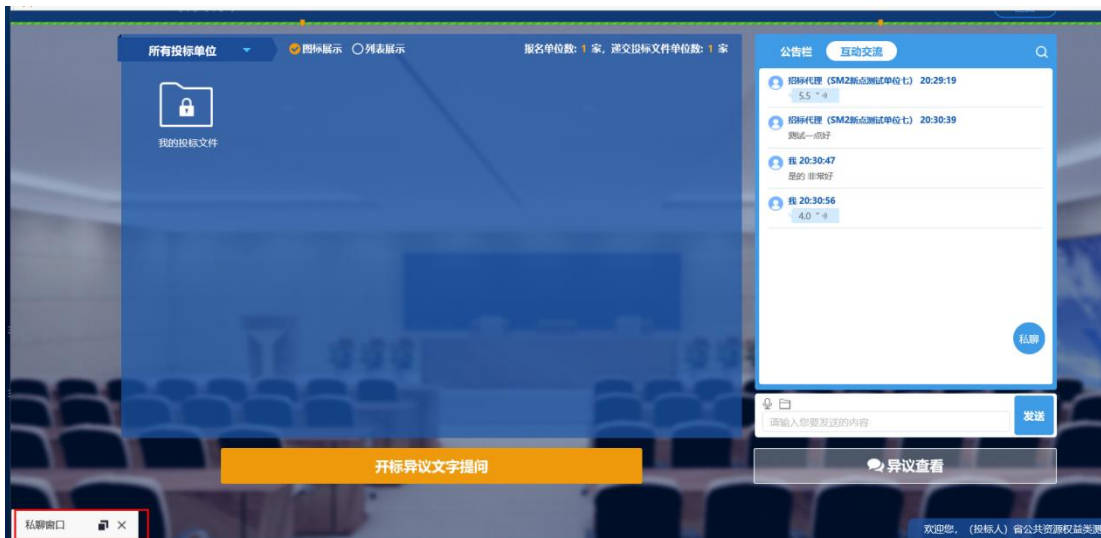 所有投标单位
图标展示 列表展示
报名单位数: 1 家, 递交投标文件单位数: 1 家
我的投标文件
公告栏 互动交流
招标代理（SM2新点测试单位七） 20:29:19
5.5 "
招标代理（SM2新点测试单位七） 20:30:39
测试一点好
我 20:30:47
是的 非常好
我 20:30:56
4.0 "
私聊
请输入您要发送的内容
发送
开标异议文字提问
异议查看
私聊窗口
欢迎您,（投标人）省公共资源权益类测